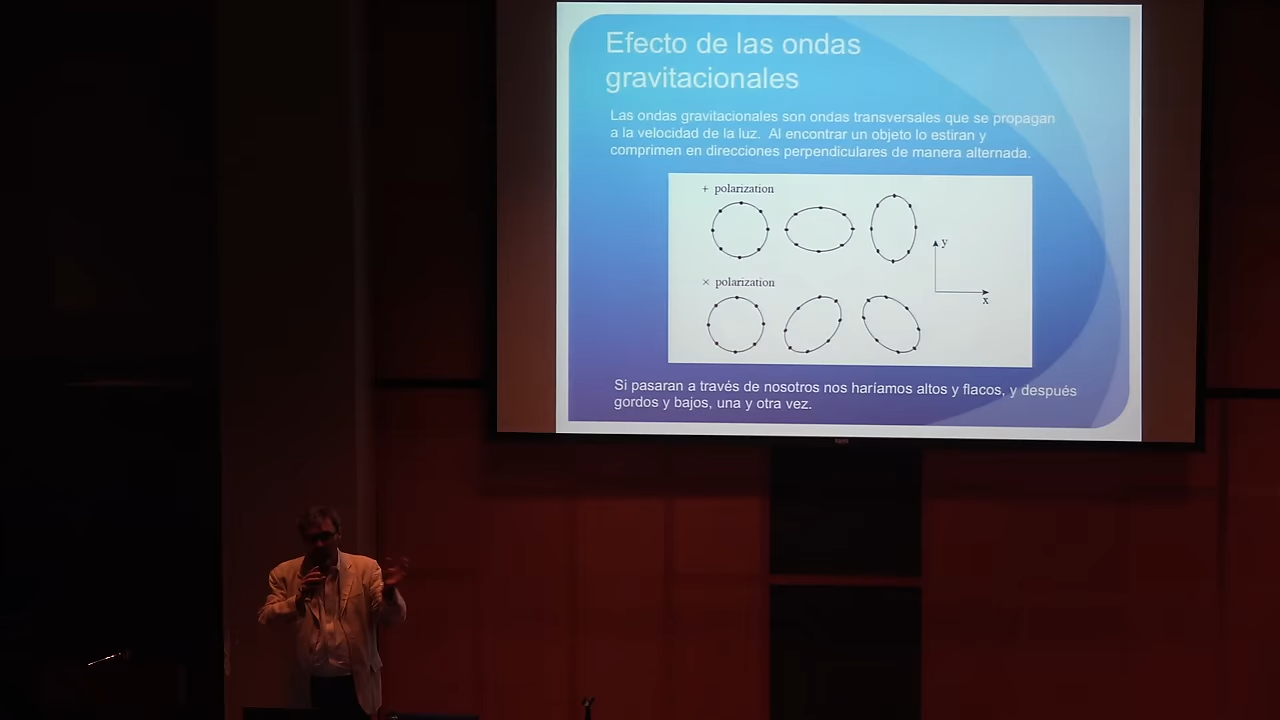 Efecto de las ondas
gravitacionales
Las ondas gravitacionales son ondas transversales que se propagan
a la velocidad de la luz. Al encontrar un objeto lo estiran y
comprimen en direcciones perpendiculares de manera alternada.
+ polarization
y
x
× polarization
Si pasaran a través de nosotros nos haríamos altos y flacos, y después
gordos y bajos, una y otra vez.